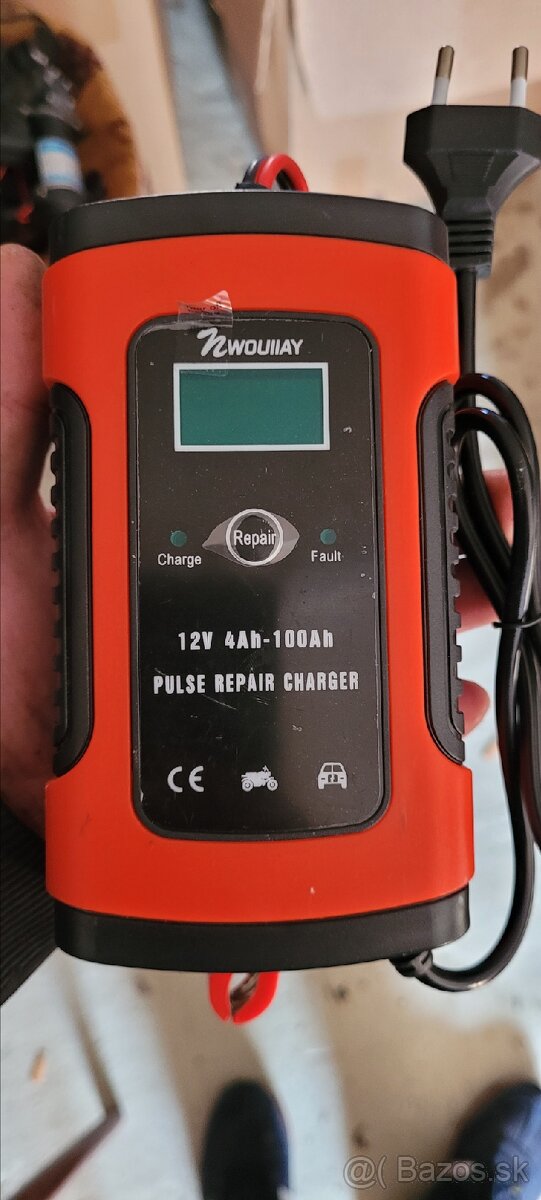 NWOUIIAY
Repair
Charge
Fault
12V 4Ah-100Ah
PULSE REPAIR CHARGER
CE
@( Bazos.sk